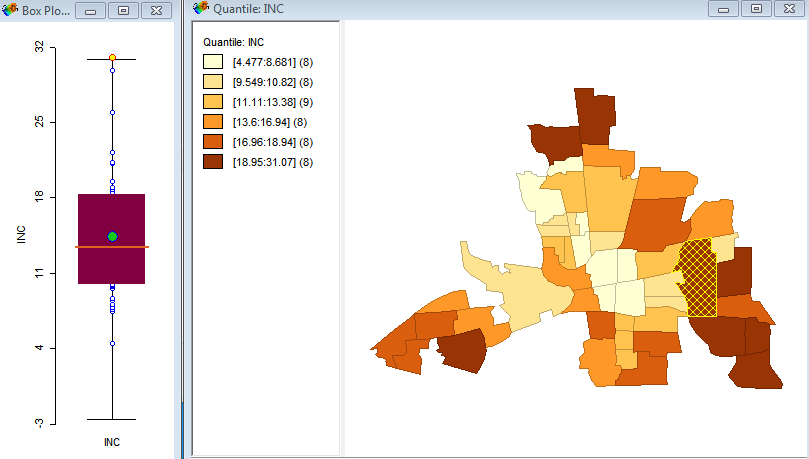 Box Plo...
32
25
18
11
4
-3
INC
INC
Quantile: INC
Quantile: INC
[4.477:8.681] (8)
[9.549:10.82] (8)
[11.11:13.38] (9)
[13.6:16.94] (8)
[16.96:18.94] (8)
[18.95:31.07] (8)